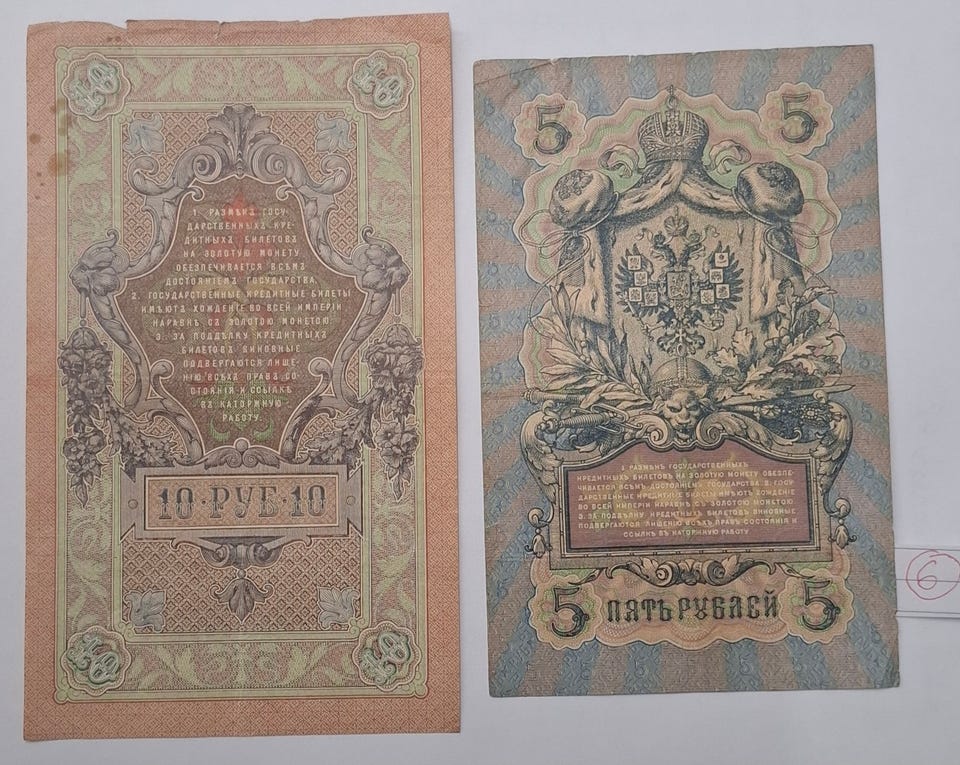 10 10
1. РАЗМѢНЪ ГОСУ-
ДАРСТВЕННЫХЪ КРЕ-
ДИТНЫХЪ БИЛЕТОВЪ
НА ЗОЛОТУЮ МОНЕТУ
ОБЕЗПЕЧИВАЕТСЯ ВСѢМЪ
ДОСТОЯНІЕМЪ ГОСУДАРСТВА.
2. ГОСУДАРСТВЕННЫЕ КРЕДИТНЫЕ БИЛЕТЫ
ИМѢЮТЪ ХОЖДЕНІЕ ВО ВСЕЙ ИМПЕРІИ
НАРАВНѢ СЪ ЗОЛОТОЮ МОНЕТОЮ.
3. ЗА ПОДДѢЛКУ КРЕДИТНЫХЪ
БИЛЕТОВЪ ВИНОВНЫЕ
ПОДВЕРГАЮТСЯ ЛИШЕ-
НІЮ ВСѢХЪ ПРАВЪ СО-
СТОЯНІЯ И ССЫЛКѢ
ВЪ КАТОРЖНУЮ
РАБОТУ.
10·РУБ·10
10 10
5 5
1. РАЗМѢНЪ ГОСУДАРСТВЕННЫХЪ
КРЕДИТНЫХЪ БИЛЕТОВЪ НА ЗОЛОТУЮ МОНЕТУ ОБЕЗПЕ-
ЧИВАЕТСЯ ВСѢМЪ ДОСТОЯНІЕМЪ ГОСУДАРСТВА. 2. ГОСУ-
ДАРСТВЕННЫЕ КРЕДИТНЫЕ БИЛЕТЫ ИМѢЮТЪ ХОЖДЕНІЕ
ВО ВСЕЙ ИМПЕРІИ НАРАВНѢ СЪ ЗОЛОТОЮ МОНЕТОЮ.
3. ЗА ПОДДѢЛКУ КРЕДИТНЫХЪ БИЛЕТОВЪ ВИНОВНЫЕ
ПОДВЕРГАЮТСЯ ЛИШЕНІЮ ВСѢХЪ ПРАВЪ СОСТОЯНІЯ И
ССЫЛКѢ ВЪ КАТОРЖНУЮ РАБОТУ
5 ПЯТЬ РУБЛЕЙ 5
6